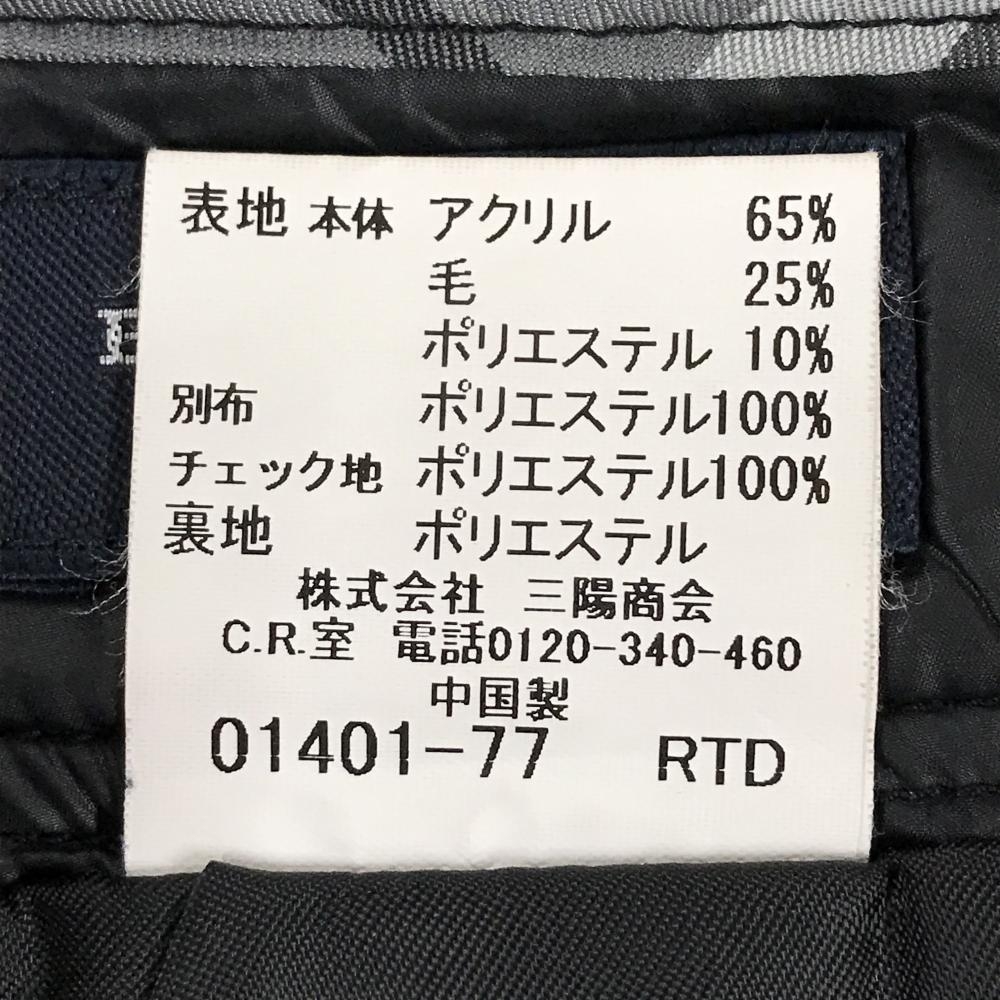 表地 本体 アクリル 65%
毛 25%
ポリエステル 10%
別布 ポリエステル100%
チェック地 ポリエステル100%
裏地 ポリエステル
株式会社 三陽商会
C.R.室 電話0120-340-460
中国製
01401-77 RTD